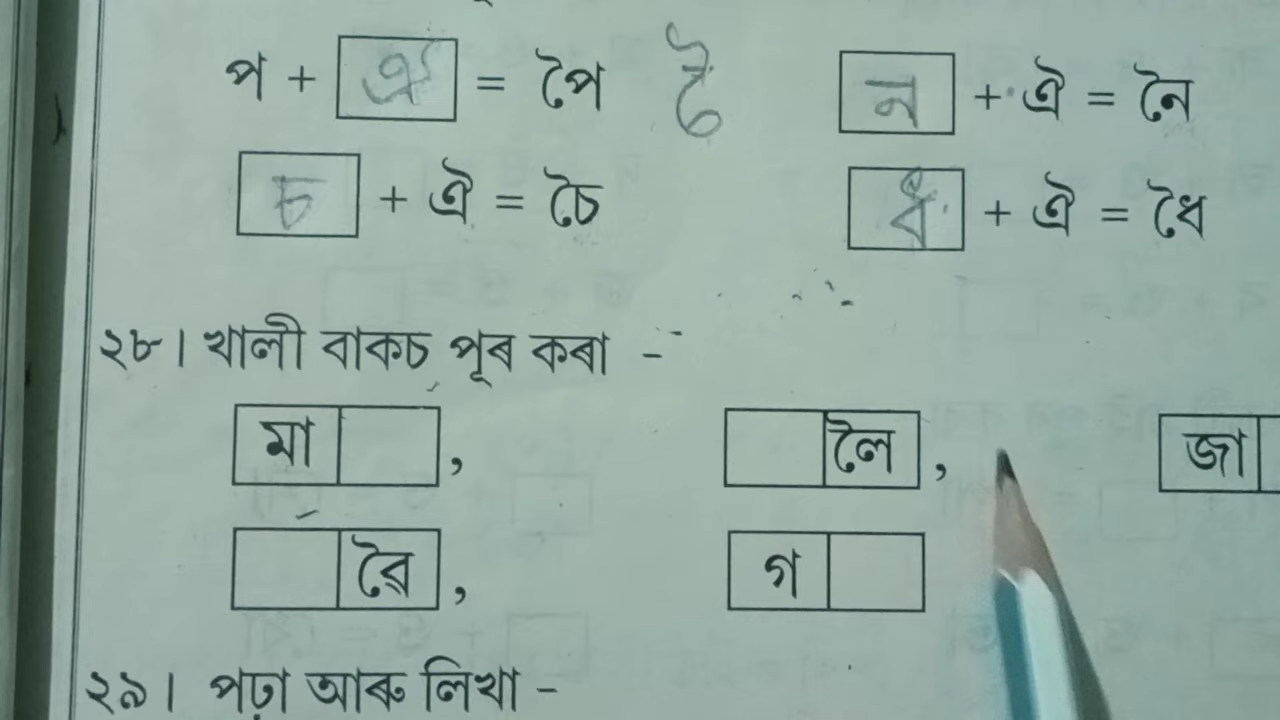 প + ঐ = পৈ ন + ঐ = নৈ
চ + ঐ = চৈ ধ + ঐ = ধৈ
২৮। খালী বাকচ পূৰ কৰা -
মা , লৈ, জা
ৱৈ, গ
২৯। পঢ়া আৰু লিখা -